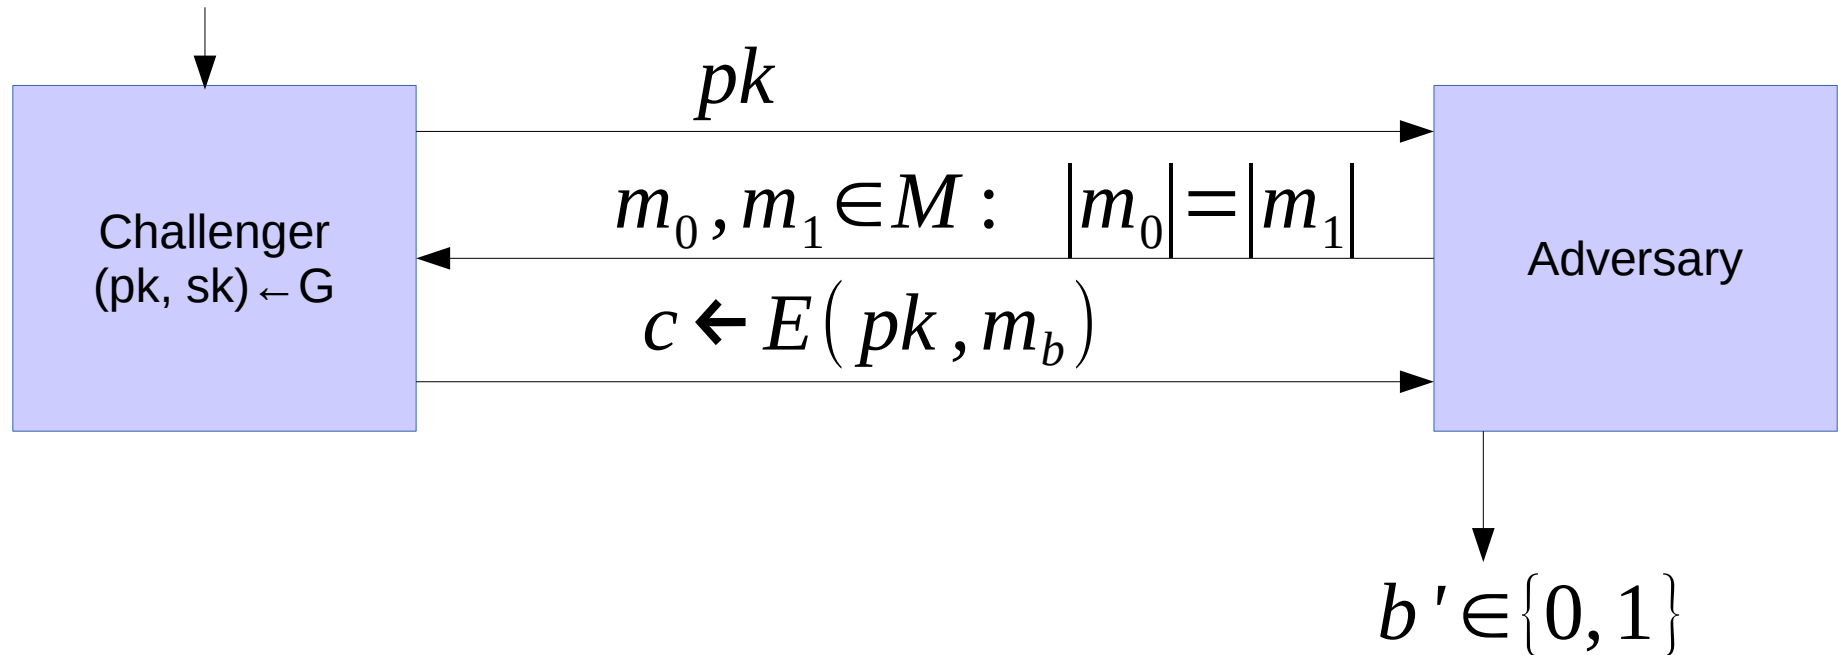 pk
m₀, m₁∈M: |m₀|=|m₁|
Challenger
(pk, sk)←G
Adversary
c←E(pk, m_b)
b'∈{0,1}